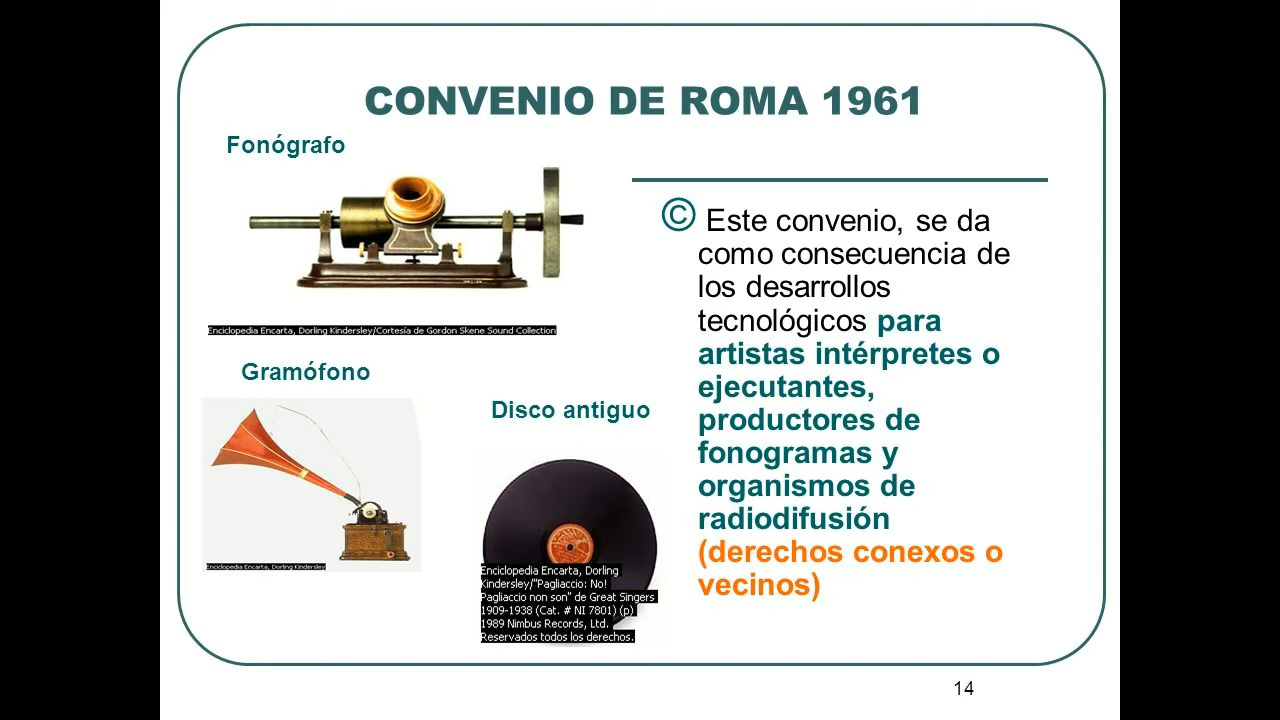 CONVENIO DE ROMA 1961
Fonógrafo
Enciclopedia Encarta, Dorling Kindersley/Cortesía de Gordon Skene Sound Collection
Gramófono
Enciclopedia Encarta, Dorling Kindersley
Disco antiguo
Enciclopedia Encarta, Dorling
Kindersley/"Pagliaccio: No!
Pagliaccio non son" de Great Singers
1909-1938 (Cat. # NI 7801) (p)
1989 Nimbus Records, Ltd.
Reservados todos los derechos.
© Este convenio, se da
como consecuencia de
los desarrollos
tecnológicos para
artistas intérpretes o
ejecutantes,
productores de
fonogramas y
organismos de
radiodifusión
(derechos conexos o
vecinos)
14